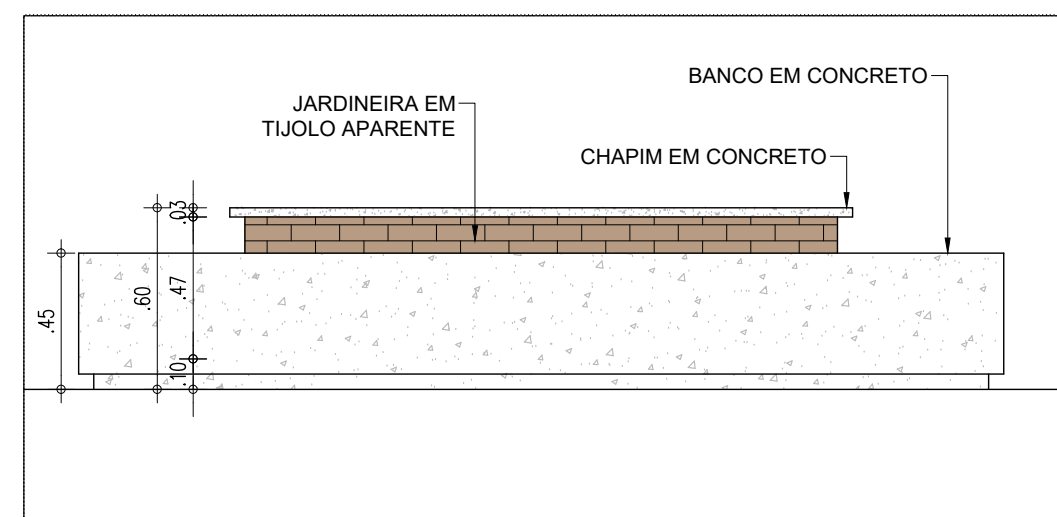 BANCO EM CONCRETO
JARDINEIRA EM
TIJOLO APARENTE
CHAPIM EM CONCRETO
.03
.47
.60
.45
.10